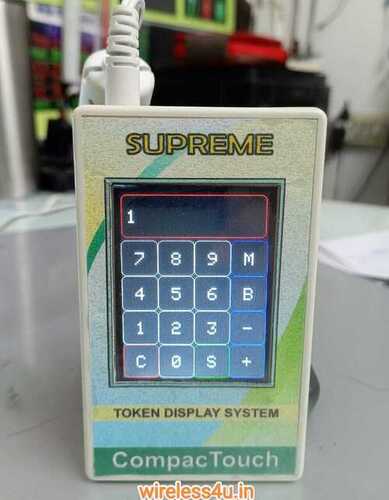 SUPREME
1
7 8 9 M
4 5 6 B
1 2 3 -
C 0 S +
TOKEN DISPLAY SYSTEM
CompacTouch
wireless4u.in